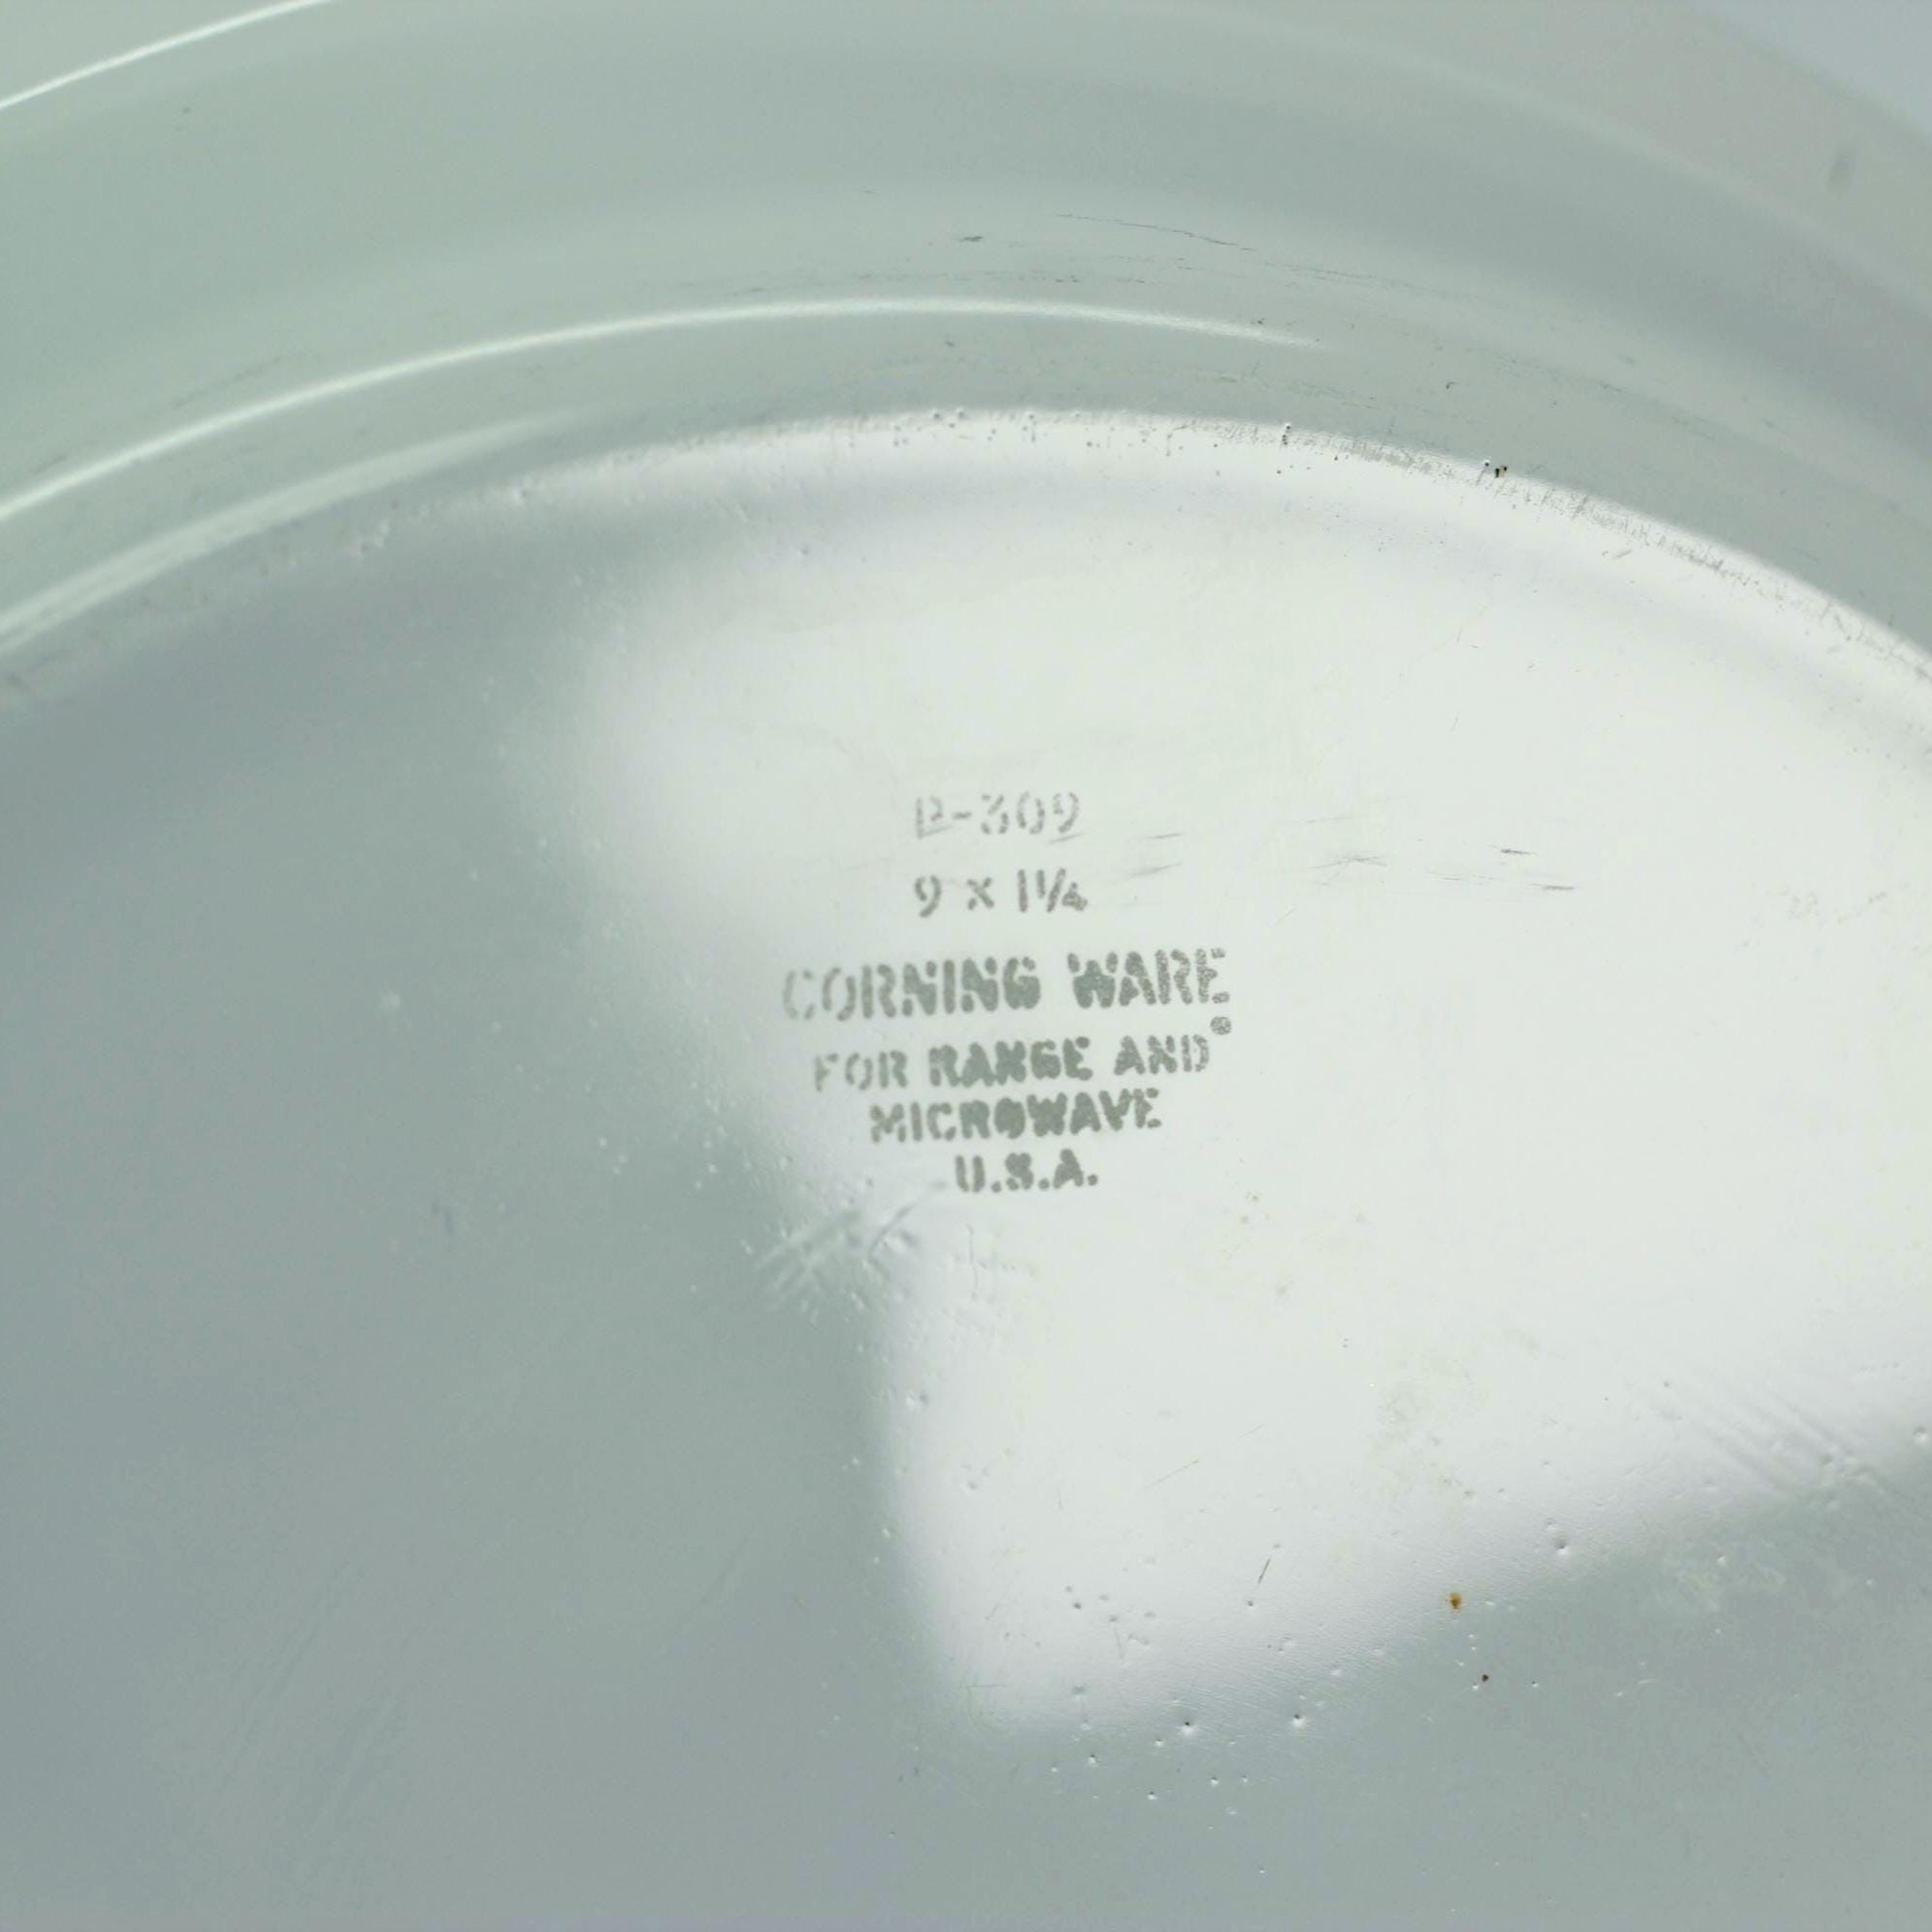 P-309
9 x 1¼
CORNING WARE
®
FOR RANGE AND
MICROWAVE
U.S.A.